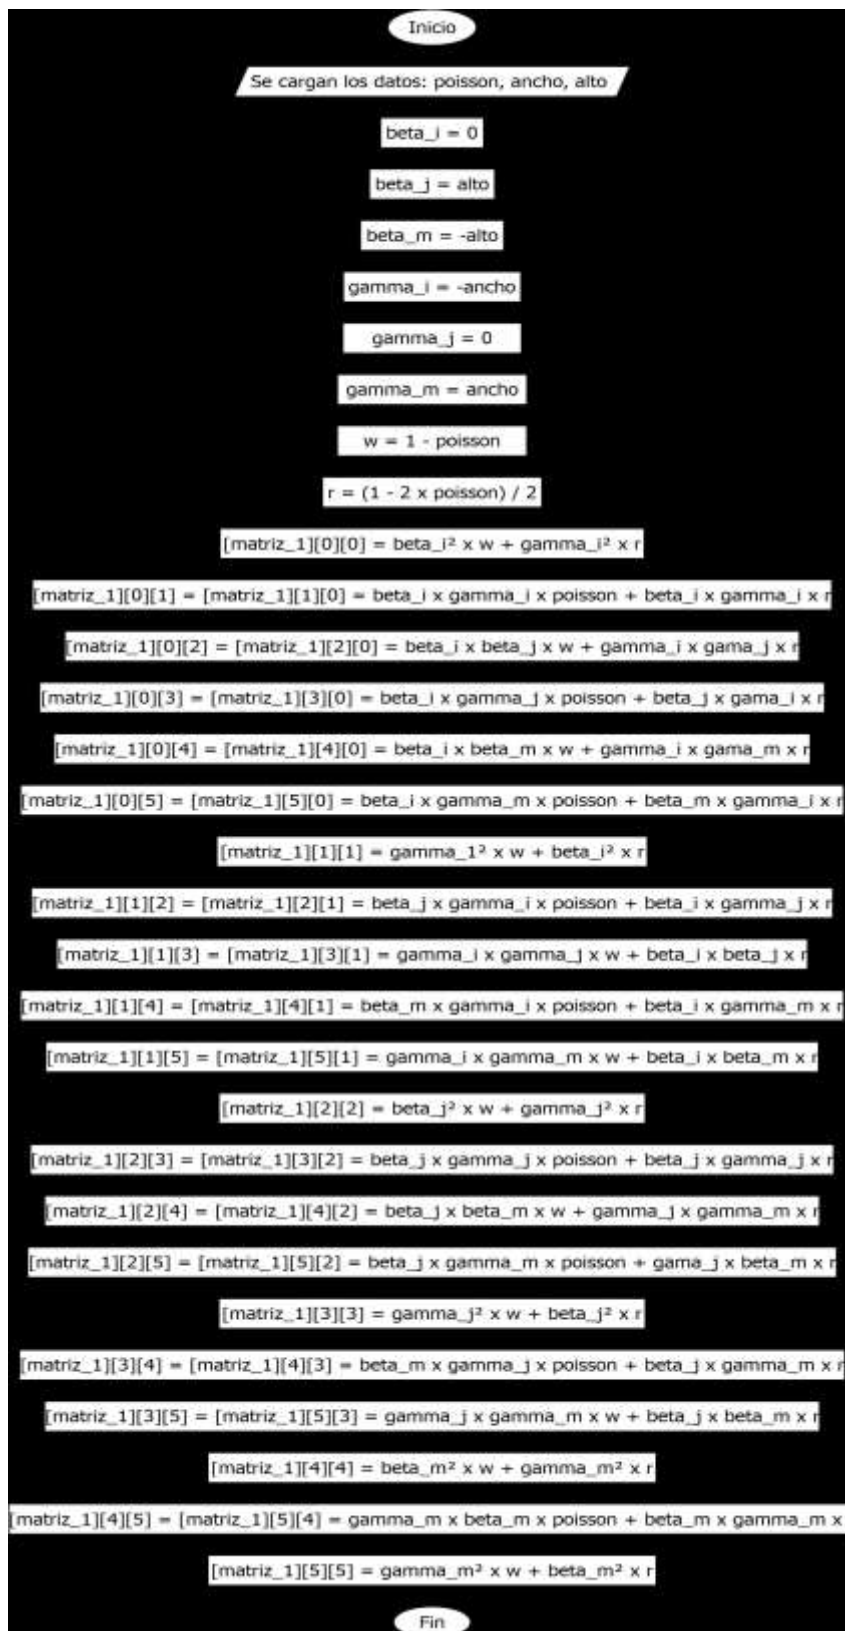 Inicio
Se cargan los datos: poisson, ancho, alto
beta_i = 0
beta_j = alto
beta_m = -alto
gamma_i = -ancho
gamma_j = 0
gamma_m = ancho
w = 1 - poisson
r = (1 - 2 x poisson) / 2
[matriz_1][0][0] = beta_i² x w + gamma_i² x r
[matriz_1][0][1] = [matriz_1][1][0] = beta_i x gamma_i x poisson + beta_i x gamma_i x r
[matriz_1][0][2] = [matriz_1][2][0] = beta_i x beta_j x w + gamma_i x gama_j x r
[matriz_1][0][3] = [matriz_1][3][0] = beta_i x gamma_j x poisson + beta_j x gama_i x r
[matriz_1][0][4] = [matriz_1][4][0] = beta_i x beta_m x w + gamma_i x gama_m x r
[matriz_1][0][5] = [matriz_1][5][0] = beta_i x gamma_m x poisson + beta_m x gamma_i x r
[matriz_1][1][1] = gamma_1² x w + beta_i² x r
[matriz_1][1][2] = [matriz_1][2][1] = beta_j x gamma_i x poisson + beta_i x gamma_j x r
[matriz_1][1][3] = [matriz_1][3][1] = gamma_i x gamma_j x w + beta_i x beta_j x r
[matriz_1][1][4] = [matriz_1][4][1] = beta_m x gamma_i x poisson + beta_i x gamma_m x r
[matriz_1][1][5] = [matriz_1][5][1] = gamma_i x gamma_m x w + beta_i x beta_m x r
[matriz_1][2][2] = beta_j² x w + gamma_j² x r
[matriz_1][2][3] = [matriz_1][3][2] = beta_j x gamma_j x poisson + beta_j x gamma_j x r
[matriz_1][2][4] = [matriz_1][4][2] = beta_j x beta_m x w + gamma_j x gamma_m x r
[matriz_1][2][5] = [matriz_1][5][2] = beta_j x gamma_m x poisson + gama_j x beta_m x r
[matriz_1][3][3] = gamma_j² x w + beta_j² x r
[matriz_1][3][4] = [matriz_1][4][3] = beta_m x gamma_j x poisson + beta_j x gamma_m x r
[matriz_1][3][5] = [matriz_1][5][3] = gamma_j x gamma_m x w + beta_j x beta_m x r
[matriz_1][4][4] = beta_m² x w + gamma_m² x r
[matriz_1][4][5] = [matriz_1][5][4] = gamma_m x beta_m x poisson + beta_m x gamma_m x
[matriz_1][5][5] = gamma_m² x w + beta_m² x r
Fin